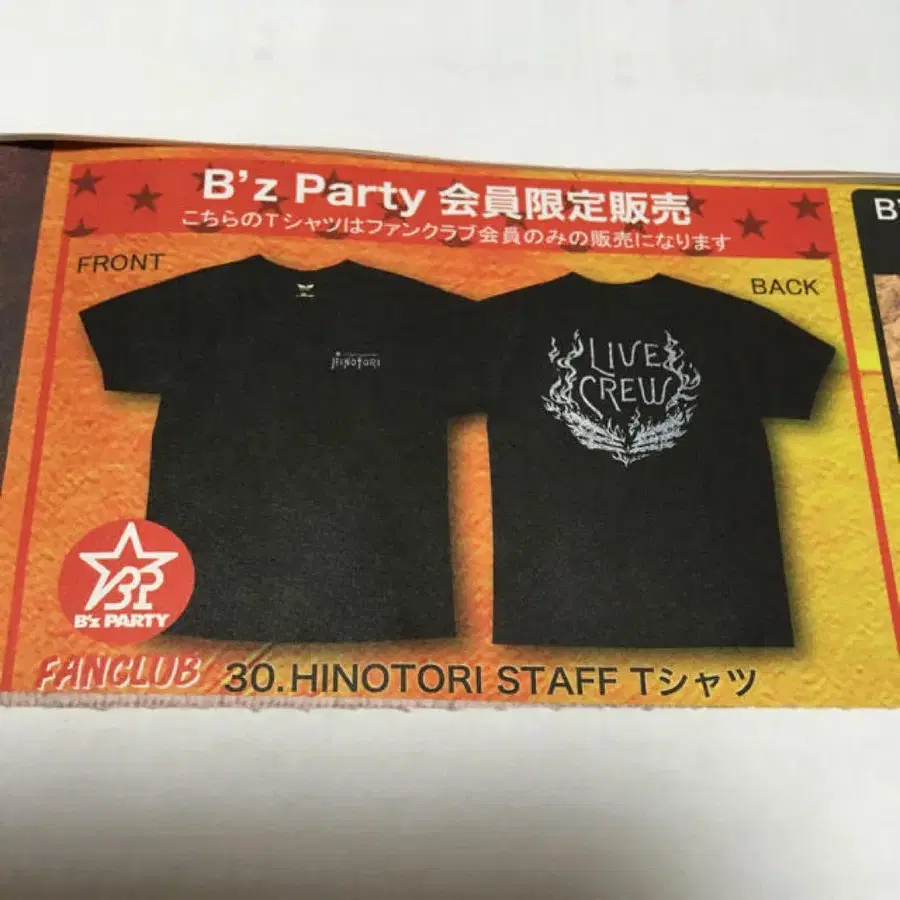 B'z Party 会員限定販売
こちらのTシャツはファンクラブ会員のみの販売になります
FRONT
BACK
HINOTORI
LIVE
CREW
BP
B'z PARTY
FANCLUB
30.HINOTORI STAFF Tシャツ
B'